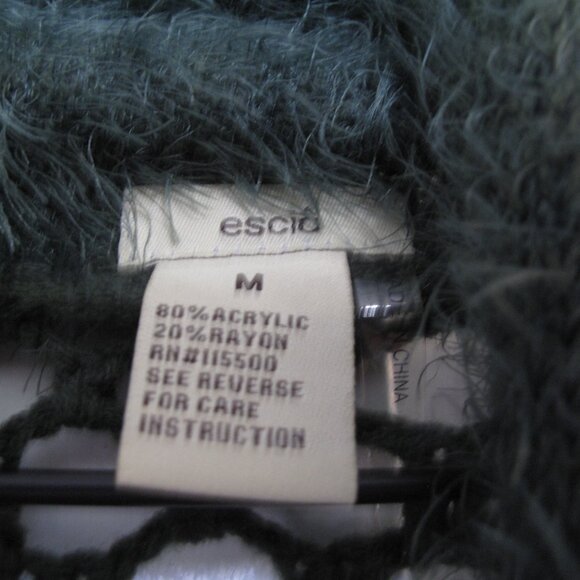 escio
M
80%ACRYLIC
20%RAYON
RN#115500
SEE REVERSE
FOR CARE
INSTRUCTION
CHINA